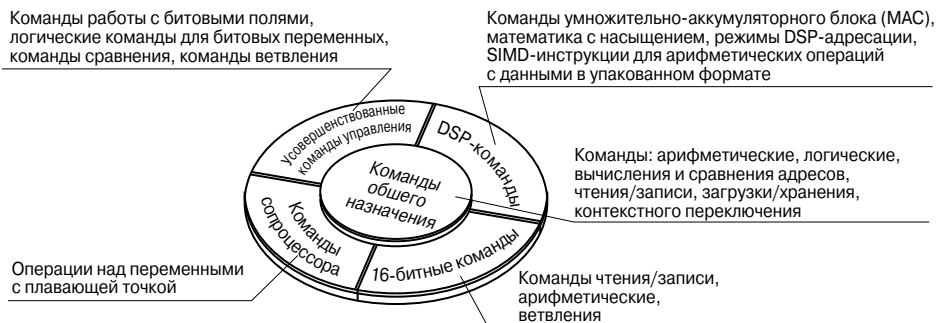 Команды работы с битовыми полями,
логические команды для битовых переменных,
команды сравнения, команды ветвления
Команды умножительно-аккумуляторного блока (MAC),
математика с насыщением, режимы DSP-адресации,
SIMD-инструкции для арифметических операций
с данными в упакованном формате
Усовершенствованные
команды управления
DSP-команды
Команды
обшего
назначения
Команды: арифметические, логические,
вычисления и сравнения адресов,
чтения/записи, загрузки/хранения,
контекстного переключения
Команды
сопроцессора
16-битные команды
Операции над переменными
с плавающей точкой
Команды чтения/записи,
арифметические,
ветвления